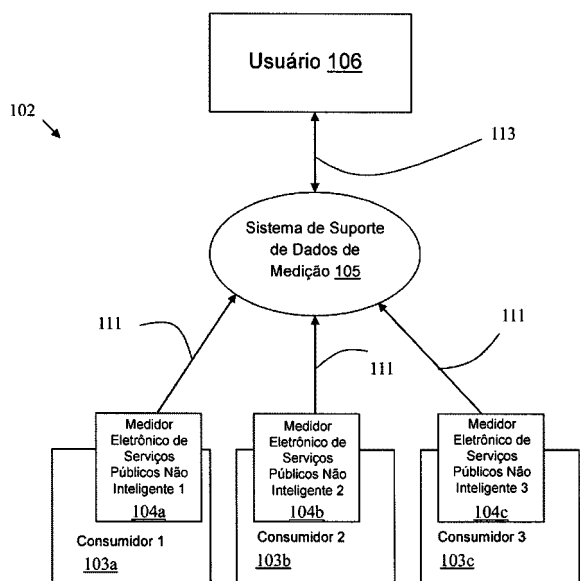 Usuário 106
102
113
Sistema de Suporte
de Dados de
Medição 105
111
111
111
Medidor
Eletrônico de
Serviços
Públicos Não
Inteligente 1
104a
Consumidor 1
103a
Medidor
Eletrônico de
Serviços
Públicos Não
Inteligente 2
104b
Consumidor 2
103b
Medidor
Eletrônico de
Serviços
Públicos Não
Inteligente 3
104c
Consumidor 3
103c